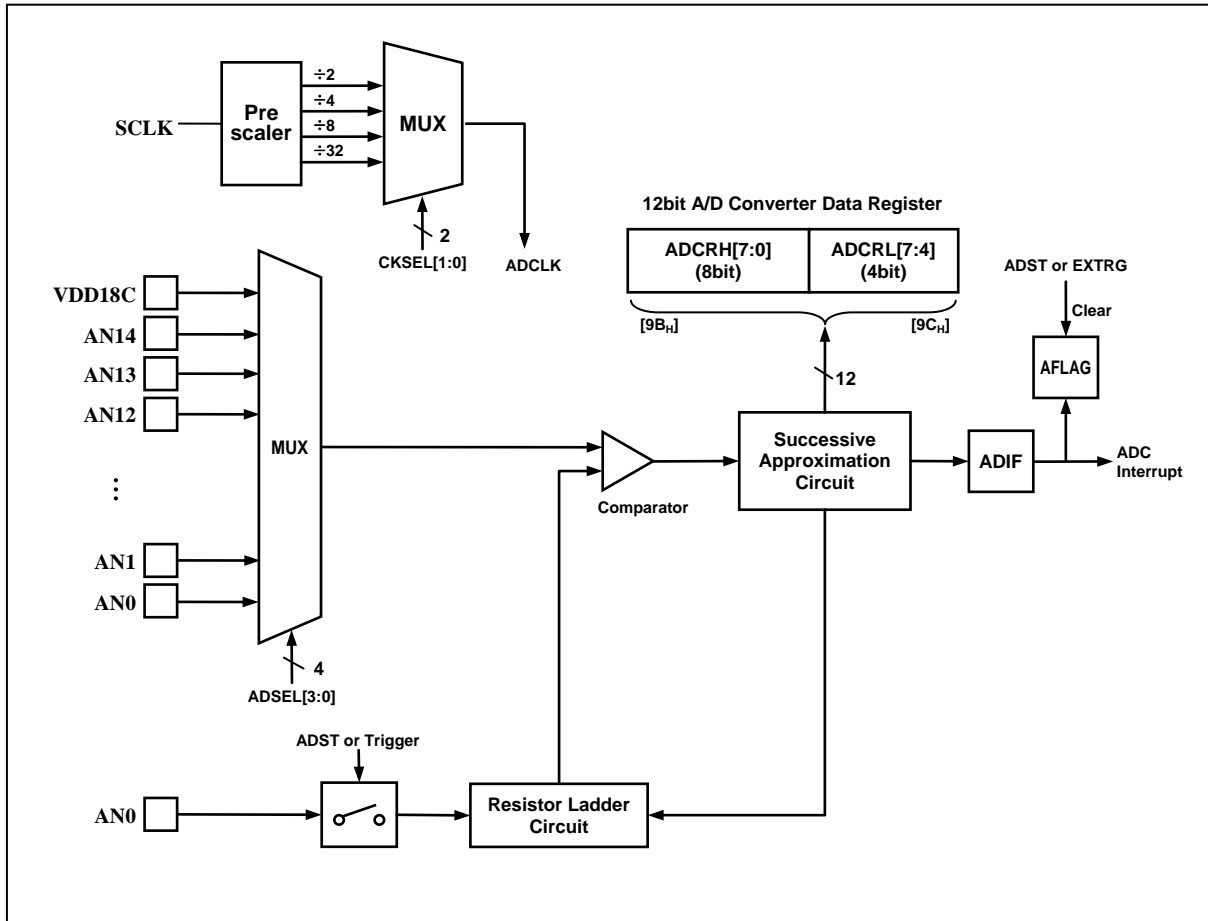 ÷2
÷4
÷8
÷32
Pre
scaler
SCLK
MUX
2
CKSEL[1:0]
ADCLK
12bit A/D Converter Data Register
ADCRH[7:0]
(8bit)
ADCRL[7:4]
(4bit)
[9BH]
[9CH]
12
ADST or EXTRG
Clear
AFLAG
VDD18C
AN14
AN13
AN12
⋮
AN1
AN0
MUX
4
ADSEL[3:0]
Comparator
Successive
Approximation
Circuit
ADIF
ADC
Interrupt
ADST or Trigger
AN0
Resistor Ladder
Circuit